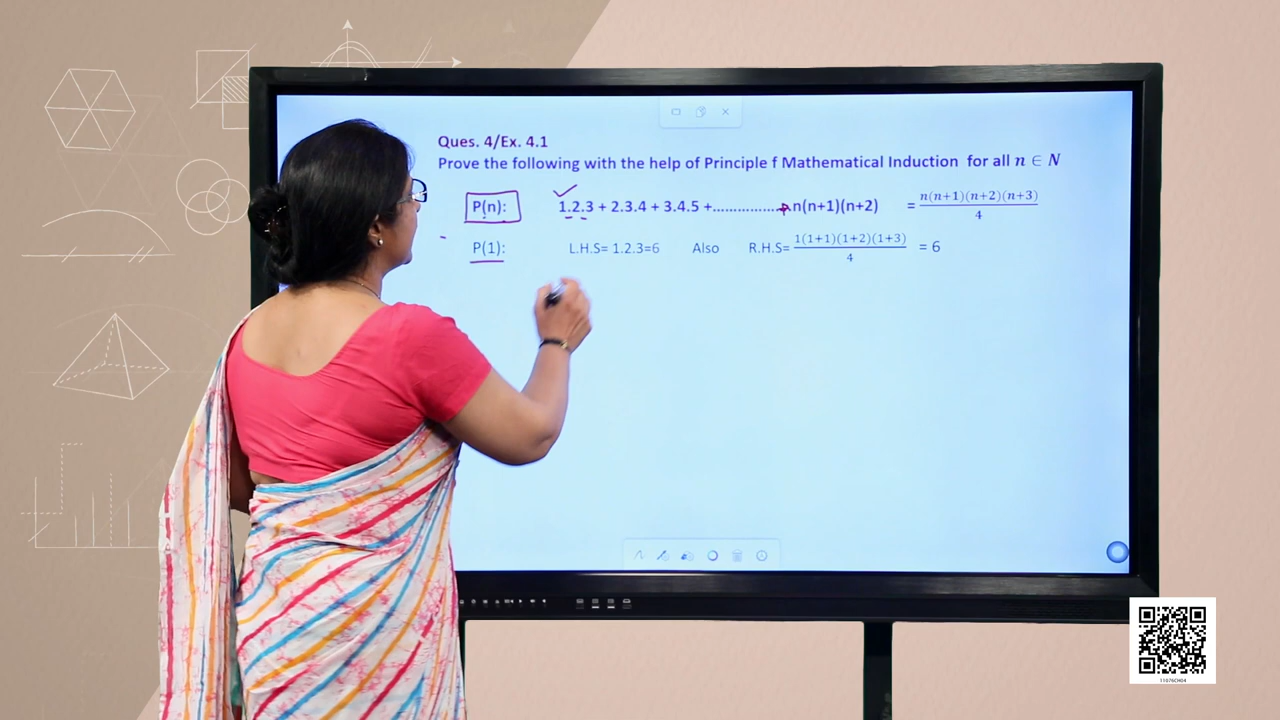 Ques. 4/Ex. 4.1
Prove the following with the help of Principle f Mathematical Induction for all n ∈ N
P(n): 1.2.3 + 2.3.4 + 3.4.5 +..................+n(n+1)(n+2) = n(n+1)(n+2)(n+3)/4
P(1): L.H.S= 1.2.3=6 Also R.H.S= 1(1+1)(1+2)(1+3)/4 = 6
11076CH04